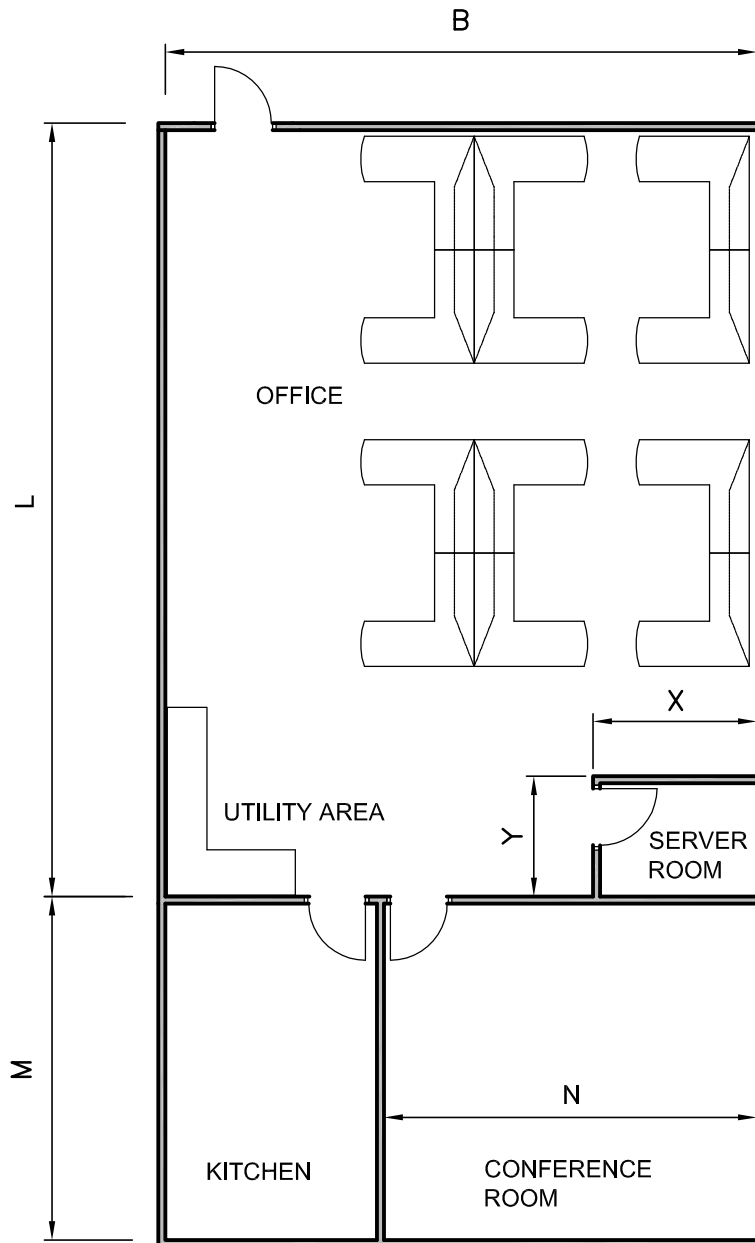 B
L
OFFICE
X
UTILITY AREA
Y
SERVER
ROOM
M
N
KITCHEN
CONFERENCE
ROOM